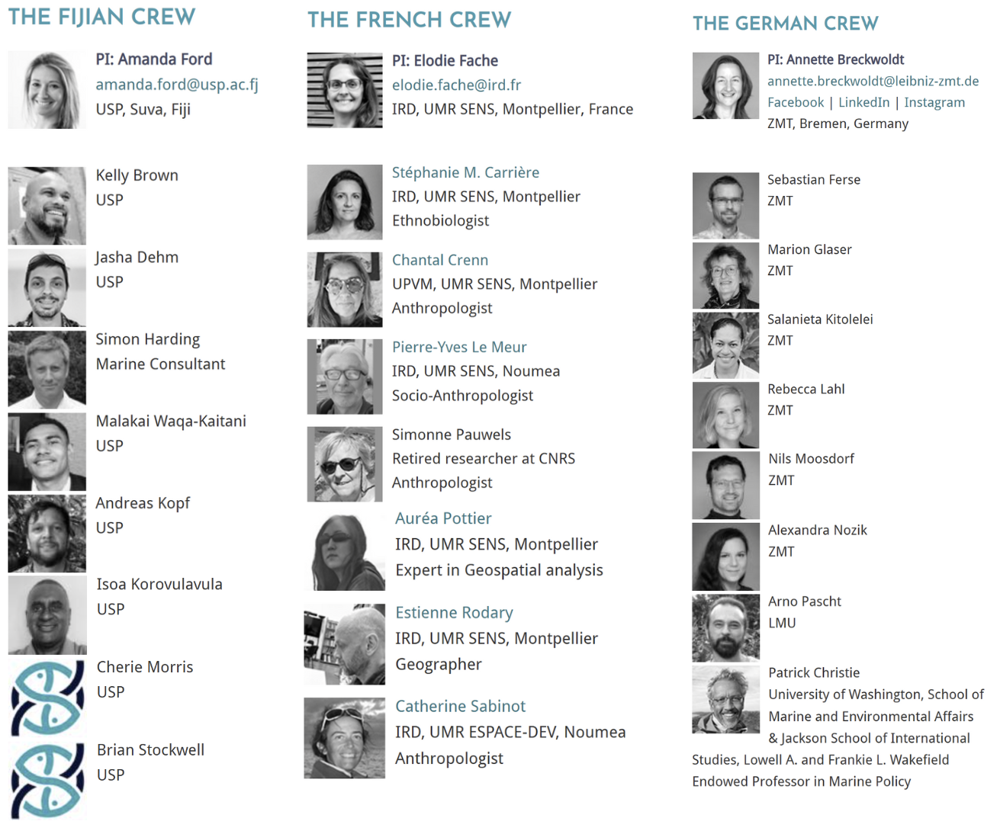 THE FIJIAN CREW
PI: Amanda Ford
amanda.ford@usp.ac.fj
USP, Suva, Fiji
Kelly Brown
USP
Jasha Dehm
USP
Simon Harding
Marine Consultant
Malakai Waqa-Kaitani
USP
Andreas Kopf
USP
Isoa Korovulavula
USP
Cherie Morris
USP
Brian Stockwell
USP
THE FRENCH CREW
PI: Elodie Fache
elodie.fache@ird.fr
IRD, UMR SENS, Montpellier, France
Stéphanie M. Carrière
IRD, UMR SENS, Montpellier
Ethnobiologist
Chantal Crenn
UPVM, UMR SENS, Montpellier
Anthropologist
Pierre-Yves Le Meur
IRD, UMR SENS, Noumea
Socio-Anthropologist
Simonne Pauwels
Retired researcher at CNRS
Anthropologist
Auréa Pottier
IRD, UMR SENS, Montpellier
Expert in Geospatial analysis
Estienne Rodary
IRD, UMR SENS, Montpellier
Geographer
Catherine Sabinot
IRD, UMR ESPACE-DEV, Noumea
Anthropologist
THE GERMAN CREW
PI: Annette Breckwoldt
annette.breckwoldt@leibniz-zmt.de
Facebook | LinkedIn | Instagram
ZMT, Bremen, Germany
Sebastian Ferse
ZMT
Marion Glaser
ZMT
Salanieta Kitolelei
ZMT
Rebecca Lahl
ZMT
Nils Moosdorf
ZMT
Alexandra Nozik
ZMT
Arno Pascht
LMU
Patrick Christie
University of Washington, School of
Marine and Environmental Affairs
& Jackson School of International
Studies, Lowell A. and Frankie L. Wakefield
Endowed Professor in Marine Policy